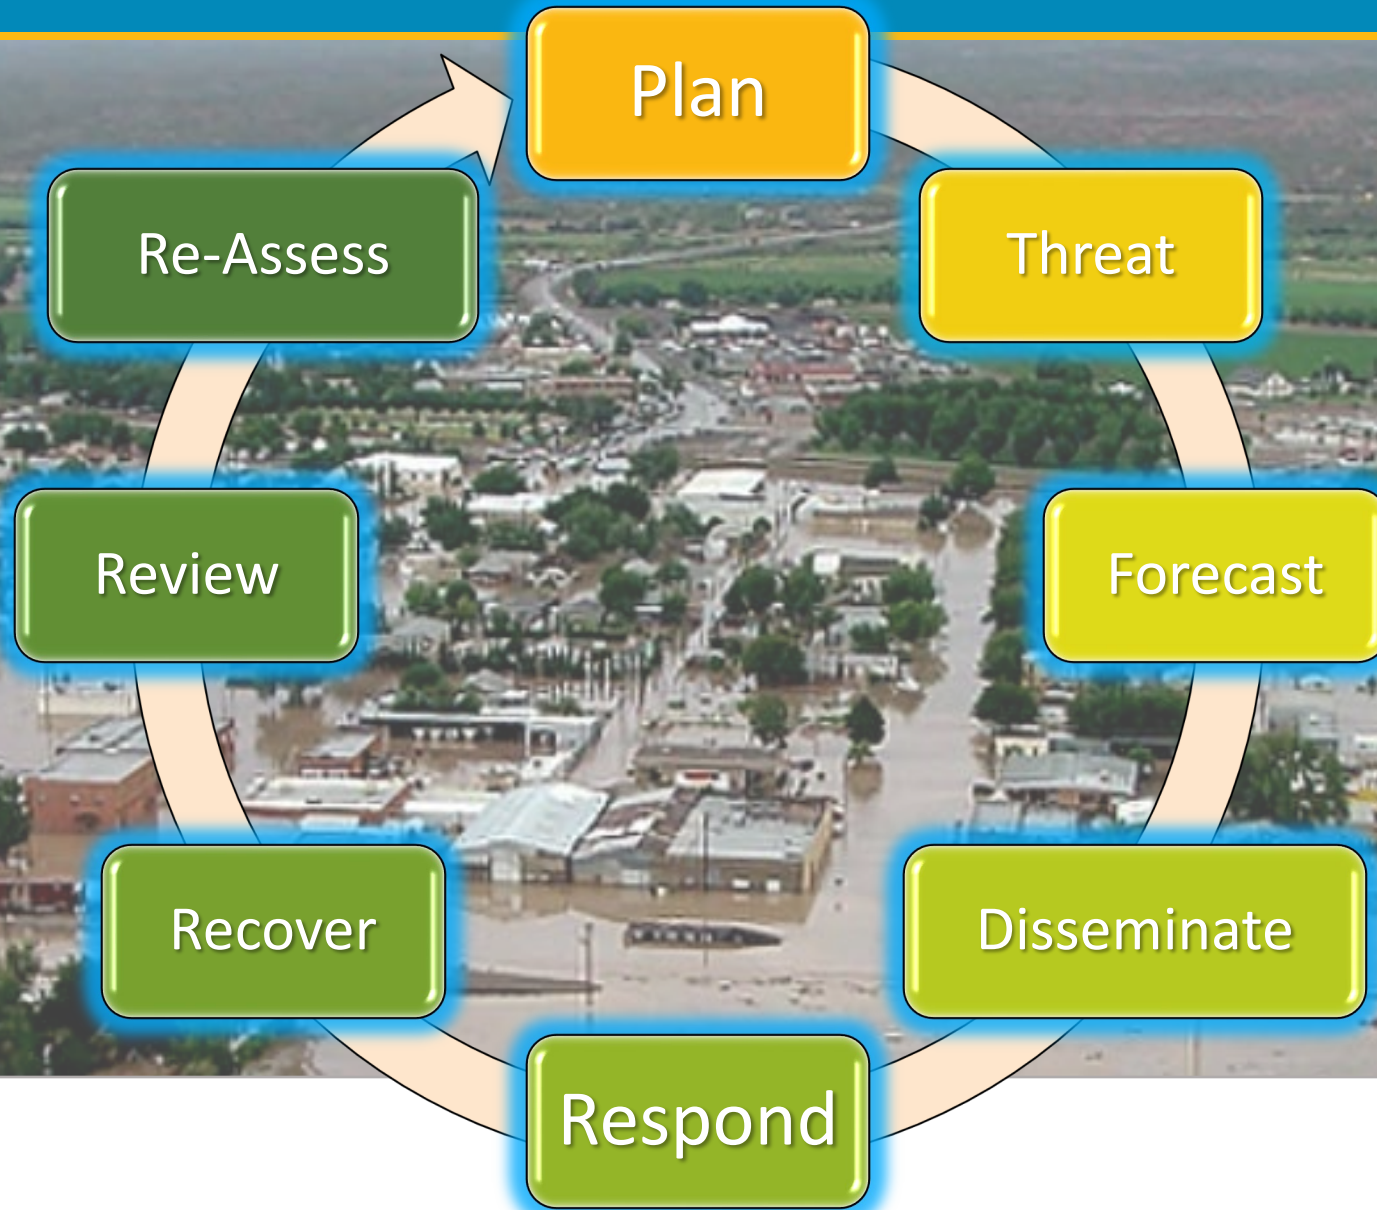 Plan
Threat
Forecast
Disseminate
Respond
Recover
Review
Re-Assess